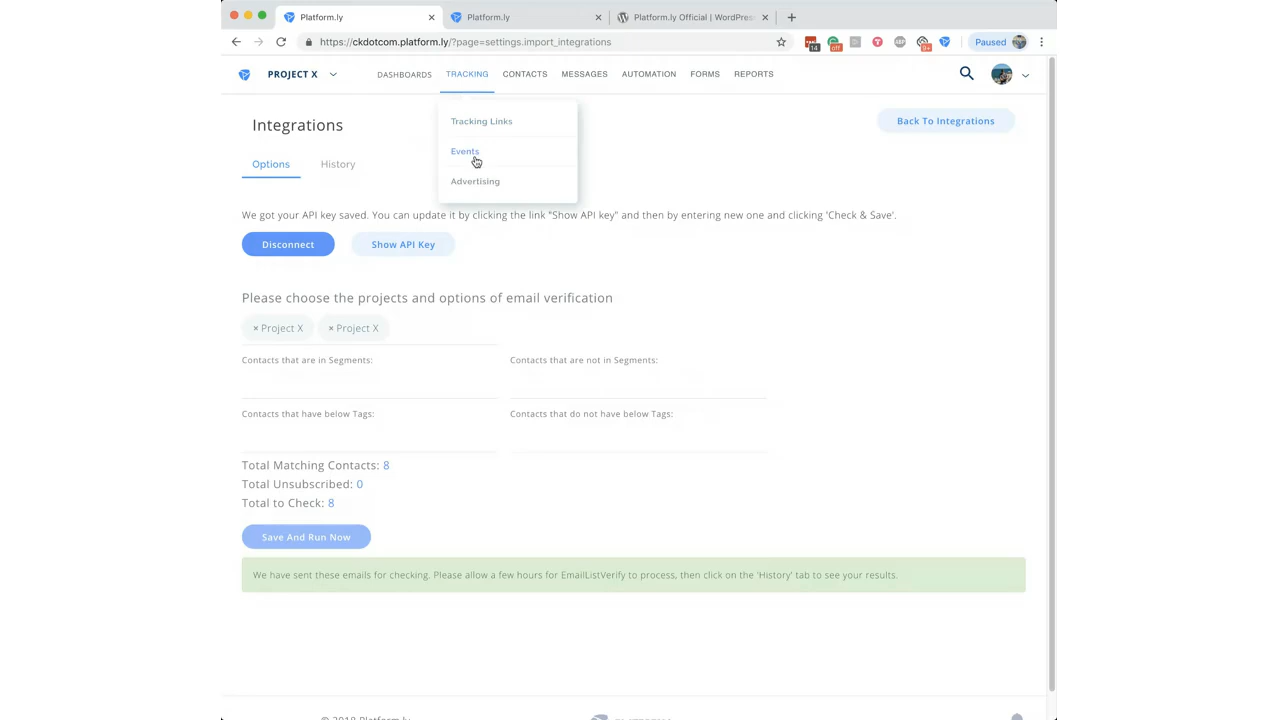 Platform.ly
Platform.ly
Platform.ly Official | WordPres
https://ckdotcom.platform.ly/?page=settings.import_integrations
14
off
9+
Paused
PROJECT X
DASHBOARDS
TRACKING
CONTACTS
MESSAGES
AUTOMATION
FORMS
REPORTS
Tracking Links
Events
Advertising
Integrations
Back To Integrations
Options
History
We got your API key saved. You can update it by clicking the link "Show API key" and then by entering new one and clicking 'Check & Save'.
Disconnect
Show API Key
Please choose the projects and options of email verification
× Project X
× Project X
Contacts that are in Segments:
Contacts that are not in Segments:
Contacts that have below Tags:
Contacts that do not have below Tags:
Total Matching Contacts: 8
Total Unsubscribed: 0
Total to Check: 8
Save And Run Now
We have sent these emails for checking. Please allow a few hours for EmailListVerify to process, then click on the 'History' tab to see your results.
© 2018 Platform.ly